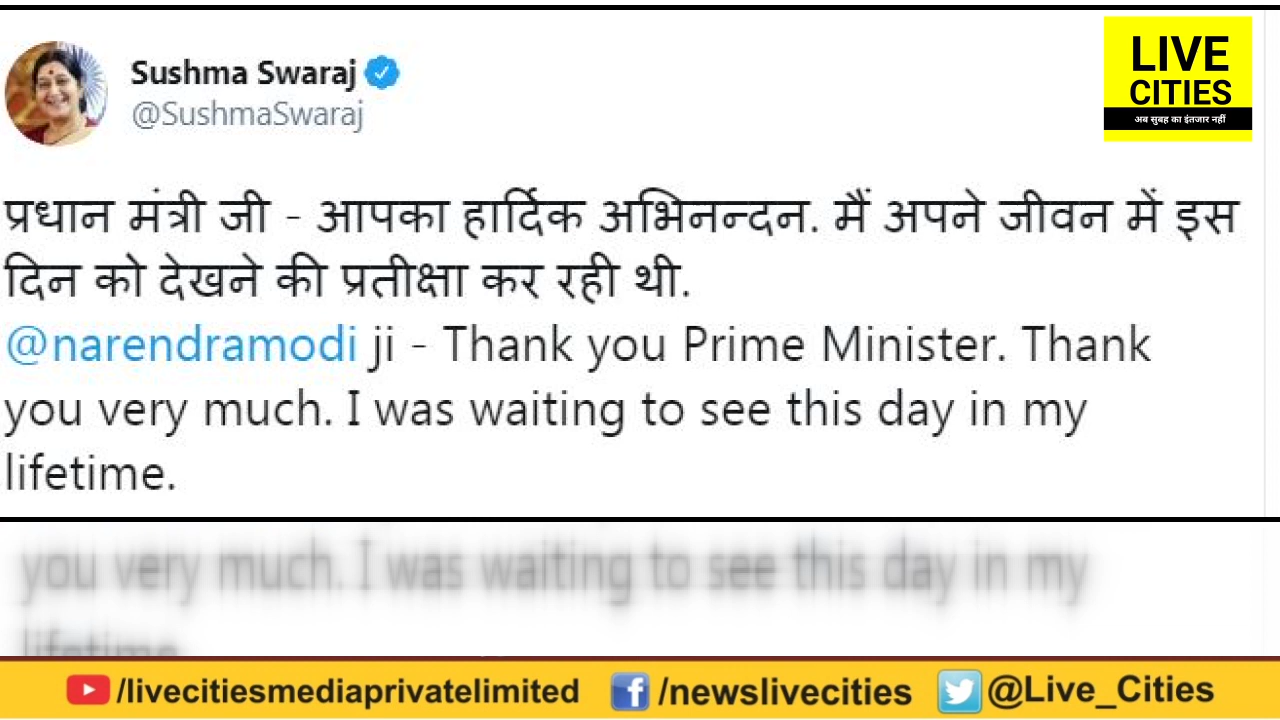 Sushma Swaraj
@SushmaSwaraj
LIVE
CITIES
अब सुबह का इंतजार नहीं
प्रधान मंत्री जी - आपका हार्दिक अभिनन्दन. मैं अपने जीवन में इस
दिन को देखने की प्रतीक्षा कर रही थी.
@narendramodi ji - Thank you Prime Minister. Thank
you very much. I was waiting to see this day in my
lifetime.
you very much. I was waiting to see this day in my
lifetime.
/livecitiesmediaprivatelimited /newslivecities @Live_Cities